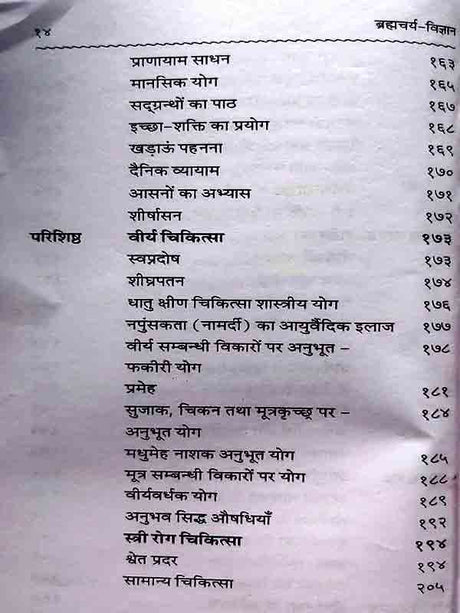 १४ ब्रह्मचर्य-विज्ञान
प्राणायाम साधन १६३
मानसिक योग १६५
सद्ग्रन्थों का पाठ १६७
इच्छा-शक्ति का प्रयोग १६८
खड़ाऊं पहनना १६९
दैनिक व्यायाम १७०
आसनों का अभ्यास १७१
शीर्षासन १७२
परिशिष्ठ वीर्य चिकित्सा १७३
स्वप्नदोष १७३
शीघ्रपतन १७४
धातु क्षीण चिकित्सा शास्त्रीय योग १७६
नपुंसकता (नामर्दी) का आयुर्वैदिक इलाज १७७
वीर्य सम्बन्धी विकारों पर अनुभूत – १७८
फकीरी योग
प्रमेह १८१
सुजाक, चिकन तथा मूत्रकृच्छ्र पर – १८४
अनुभूत योग
मधुमेह नाशक अनुभूत योग १८५
मूत्र सम्बन्धी विकारों पर योग १८८
वीर्यवर्धक योग १८९
अनुभव सिद्ध औषधियाँ १९२
स्त्री रोग चिकित्सा १९४
श्वेत प्रदर १९४
सामान्य चिकित्सा २०५